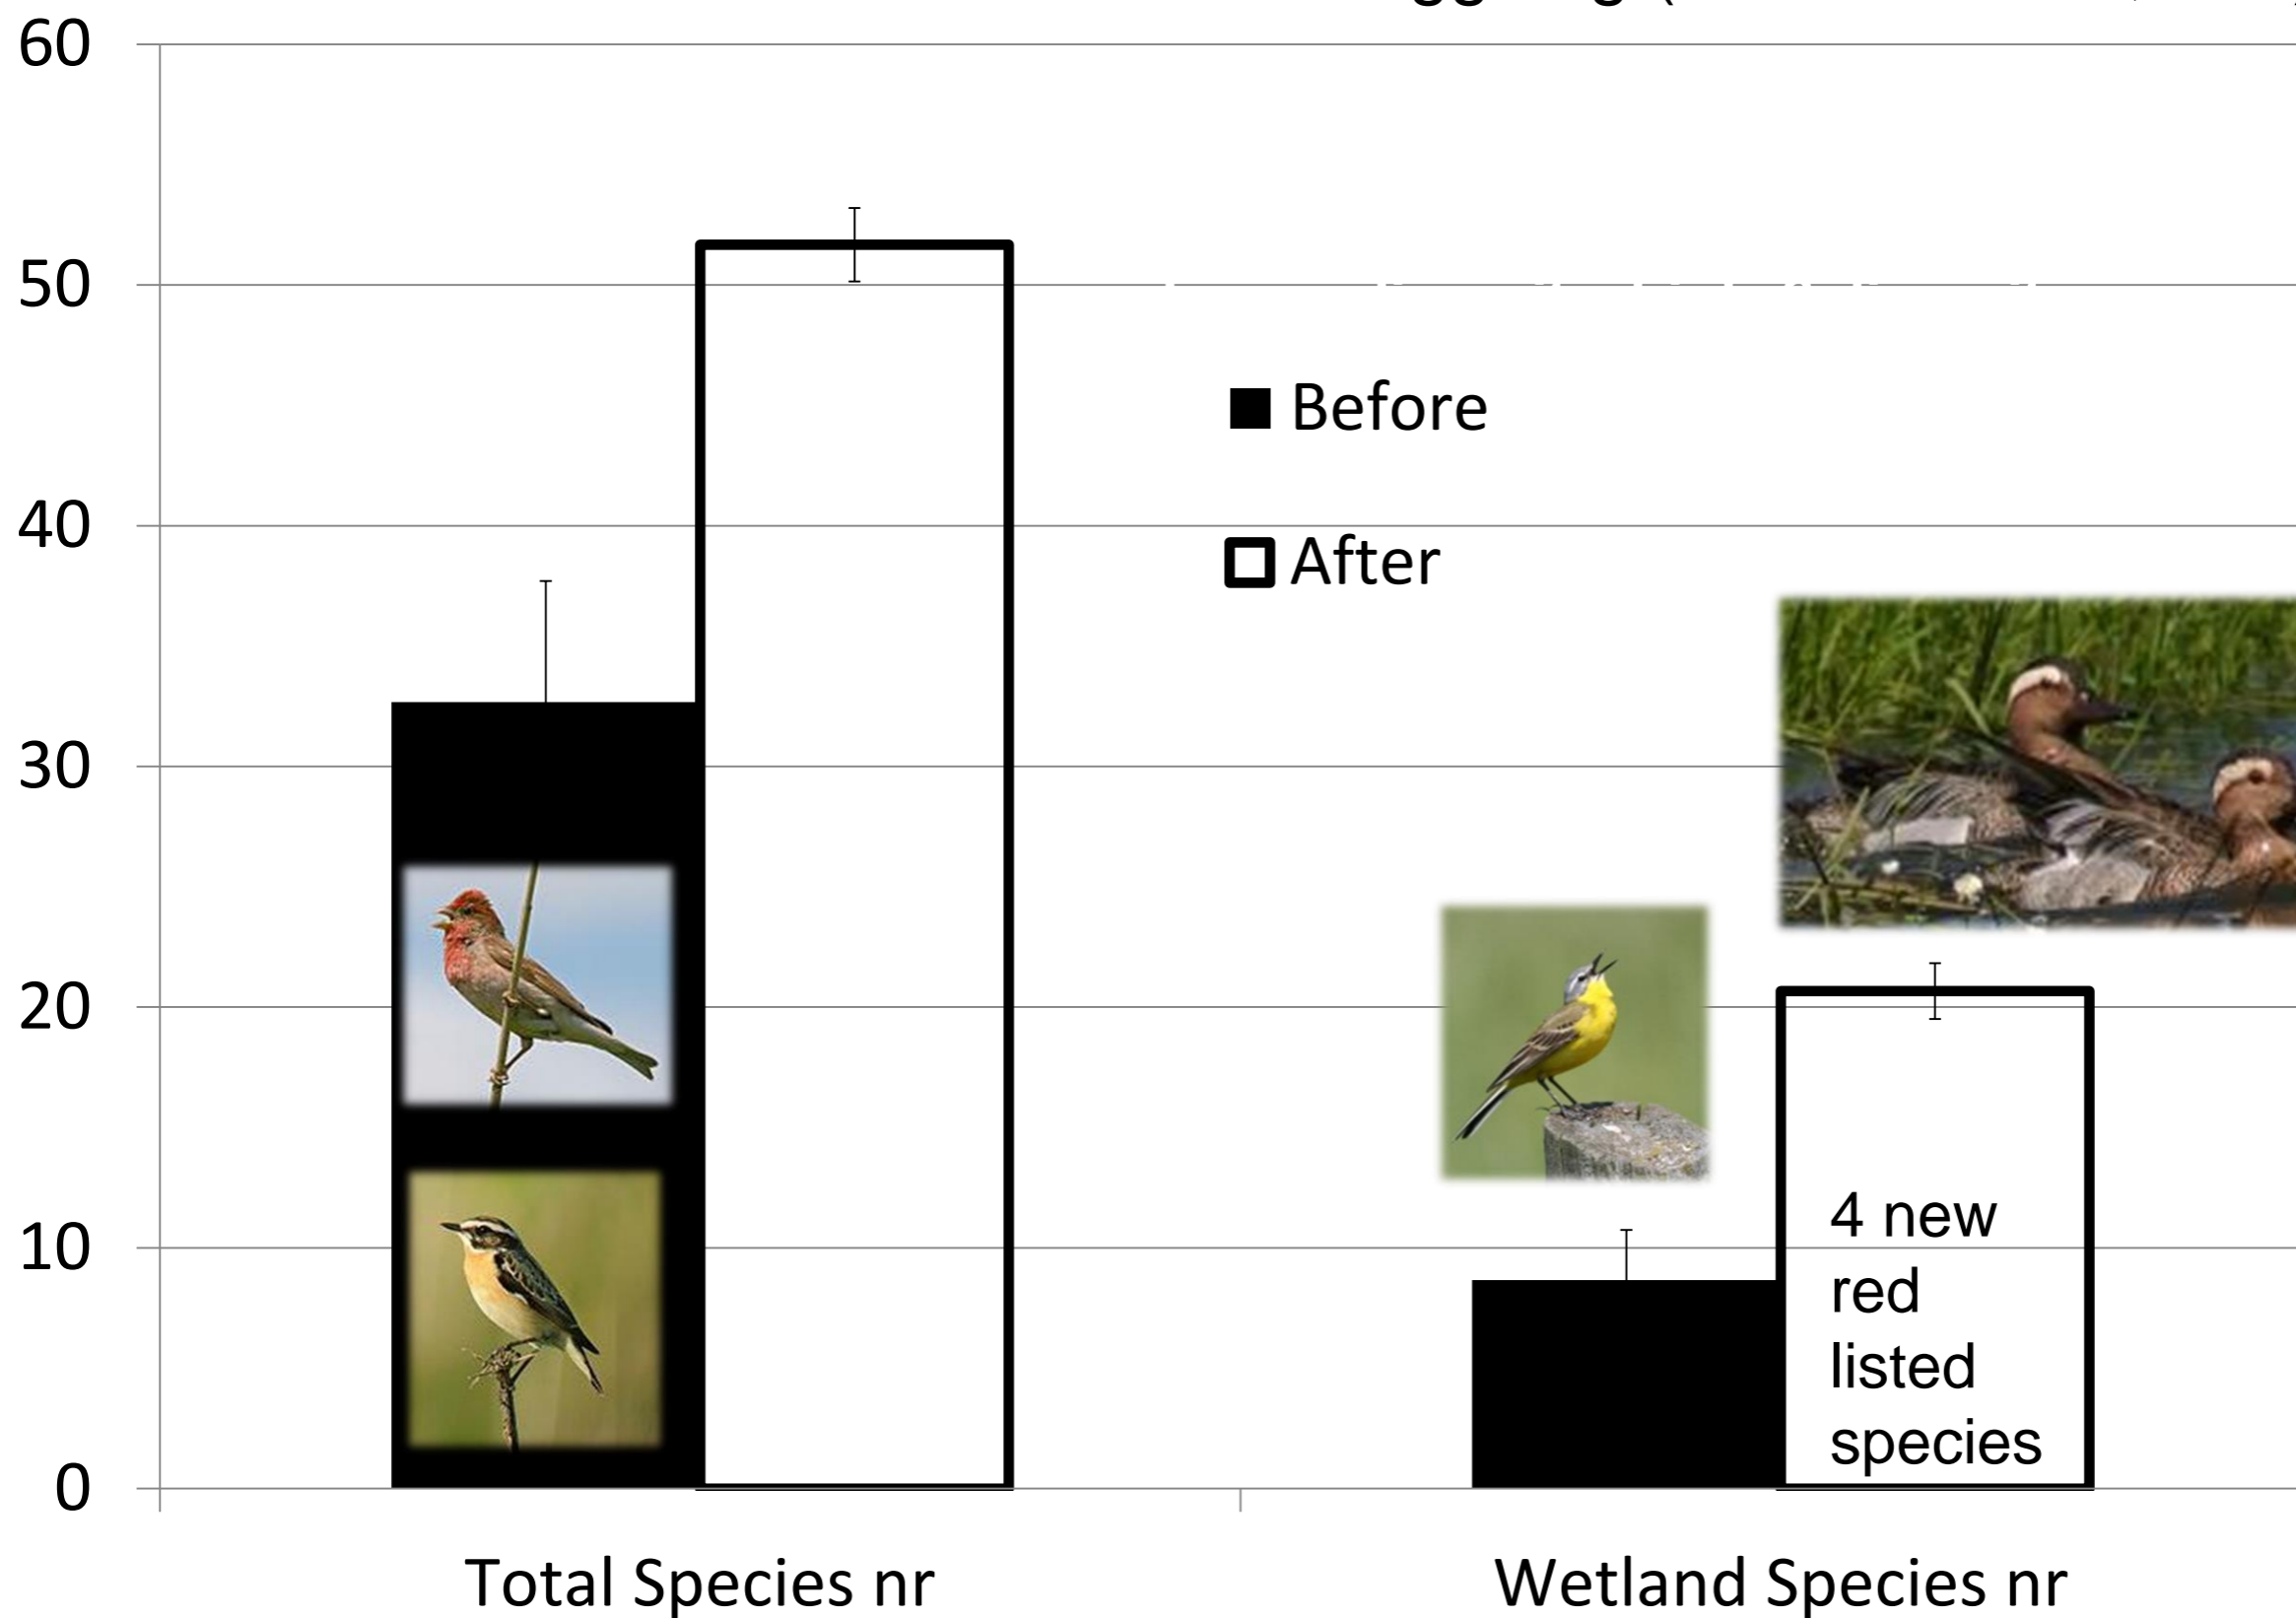 60
50
40
30
20
10
0
Before
After
4 new
red
listed
species
Total Species nr
Wetland Species nr